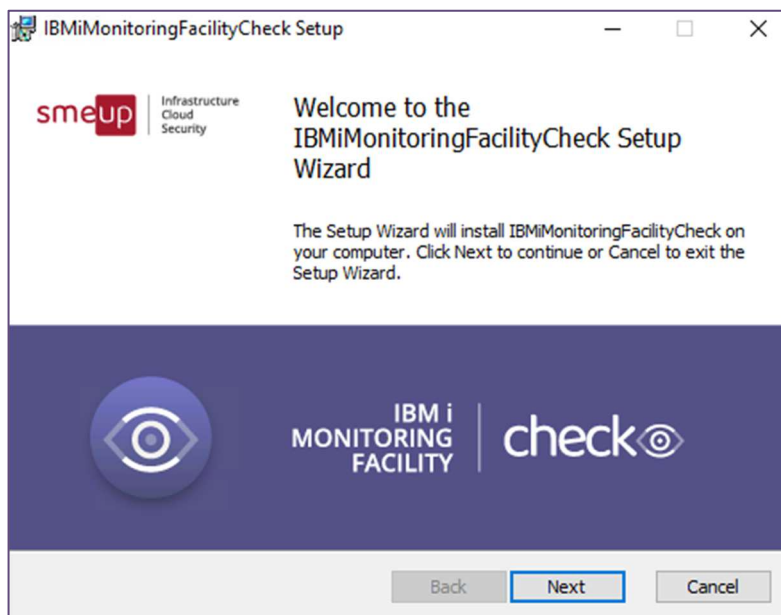 IBMiMonitoringFacilityCheck Setup
smeup
Infrastructure
Cloud
Security
Welcome to the
IBMiMonitoringFacilityCheck Setup
Wizard
The Setup Wizard will install IBMiMonitoringFacilityCheck on
your computer. Click Next to continue or Cancel to exit the
Setup Wizard.
IBM i
MONITORING
FACILITY
check
Back
Next
Cancel